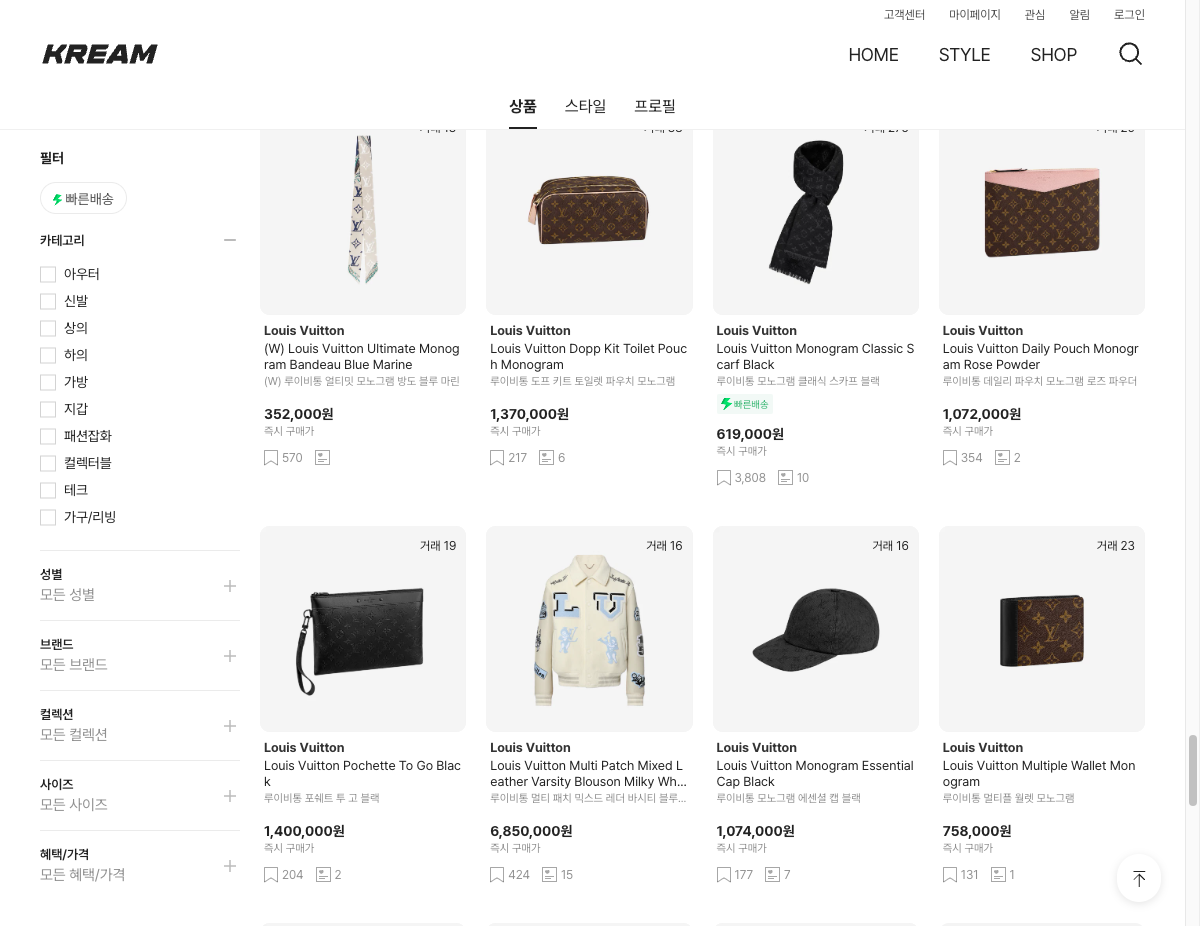 고객센터 마이페이지 관심 알림 로그인
KREAM
HOME STYLE SHOP
상품 스타일 프로필
필터
빠른배송
카테고리
아우터
신발
상의
하의
가방
지갑
패션잡화
컬렉터블
테크
가구/리빙
성별
모든 성별
브랜드
모든 브랜드
컬렉션
모든 컬렉션
사이즈
모든 사이즈
혜택/가격
모든 혜택/가격
Louis Vuitton
(W) Louis Vuitton Ultimate Monog
ram Bandeau Blue Marine
(W) 루이비통 얼티밋 모노그램 방도 블루 마린
352,000원
즉시 구매가
570
Louis Vuitton
Louis Vuitton Dopp Kit Toilet Pouc
h Monogram
루이비통 도프 키트 토일렛 파우치 모노그램
1,370,000원
즉시 구매가
217 6
Louis Vuitton
Louis Vuitton Monogram Classic S
carf Black
루이비통 모노그램 클래식 스카프 블랙
빠른배송
619,000원
즉시 구매가
3,808 10
Louis Vuitton
Louis Vuitton Daily Pouch Monogr
am Rose Powder
루이비통 데일리 파우치 모노그램 로즈 파우더
1,072,000원
즉시 구매가
354 2
거래 19
Louis Vuitton
Louis Vuitton Pochette To Go Blac
k
루이비통 포쉐트 투 고 블랙
1,400,000원
즉시 구매가
204 2
거래 16
L V
Louis Vuitton
Louis Vuitton Multi Patch Mixed L
eather Varsity Blouson Milky Wh...
루이비통 멀티 패치 믹스드 레더 바시티 블루...
6,850,000원
즉시 구매가
424 15
거래 16
Louis Vuitton
Louis Vuitton Monogram Essential
Cap Black
루이비통 모노그램 에센셜 캡 블랙
1,074,000원
즉시 구매가
177 7
거래 23
Louis Vuitton
Louis Vuitton Multiple Wallet Mon
ogram
루이비통 멀티플 월렛 모노그램
758,000원
즉시 구매가
131 1